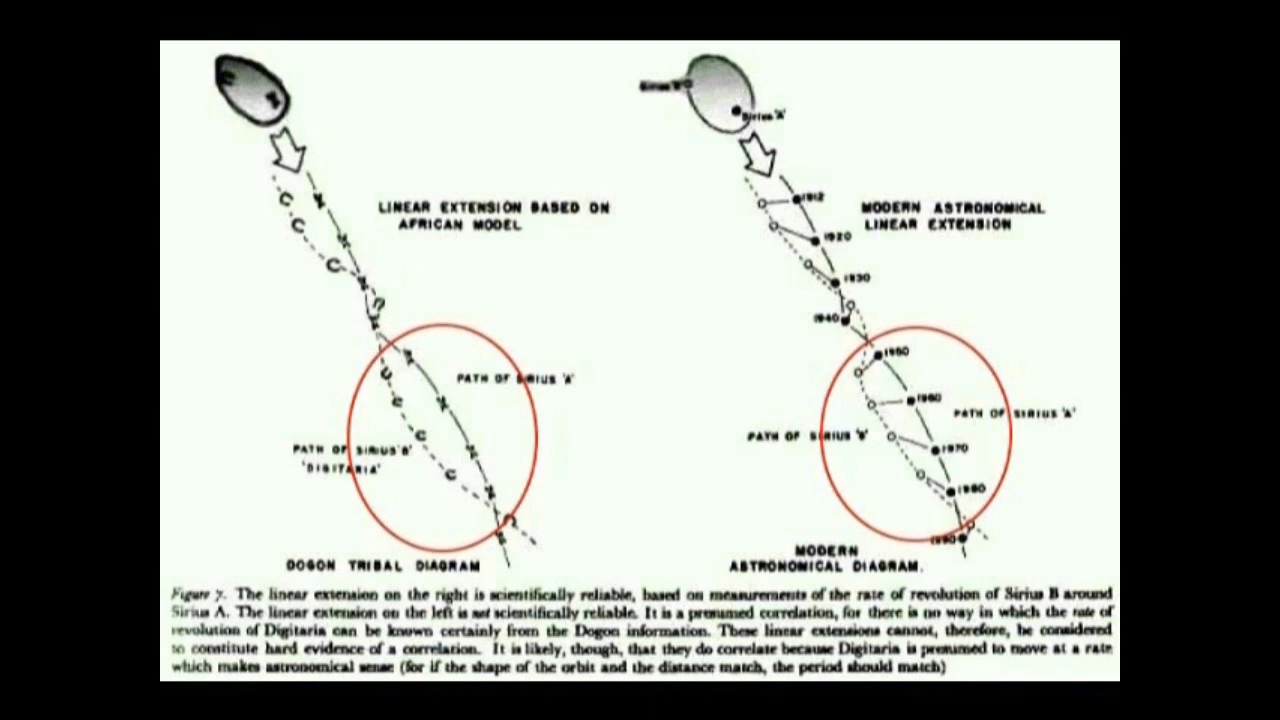 Sirius 'B'
Sirius 'A'
LINEAR EXTENSION BASED ON
AFRICAN MODEL
MODERN ASTRONOMICAL
LINEAR EXTENSION
1912
1920
1930
1940
1950
1960
1970
1980
1990
PATH OF SIRIUS 'A'
PATH OF SIRIUS 'B'
'DIGITARIA'
PATH OF SIRIUS 'A'
PATH OF SIRIUS 'B'
DOGON TRIBAL DIAGRAM
MODERN
ASTRONOMICAL DIAGRAM.
Figure 7. The linear extension on the right is scientifically reliable, based on measurements of the rate of revolution of Sirius B around
Sirius A. The linear extension on the left is not scientifically reliable. It is a presumed correlation, for there is no way in which the rate of
revolution of Digitaria can be known certainly from the Dogon information. These linear extensions cannot, therefore, be considered
to constitute hard evidence of a correlation. It is likely, though, that they do correlate because Digitaria is presumed to move at a rate
which makes astronomical sense (for if the shape of the orbit and the distance match, the period should match)